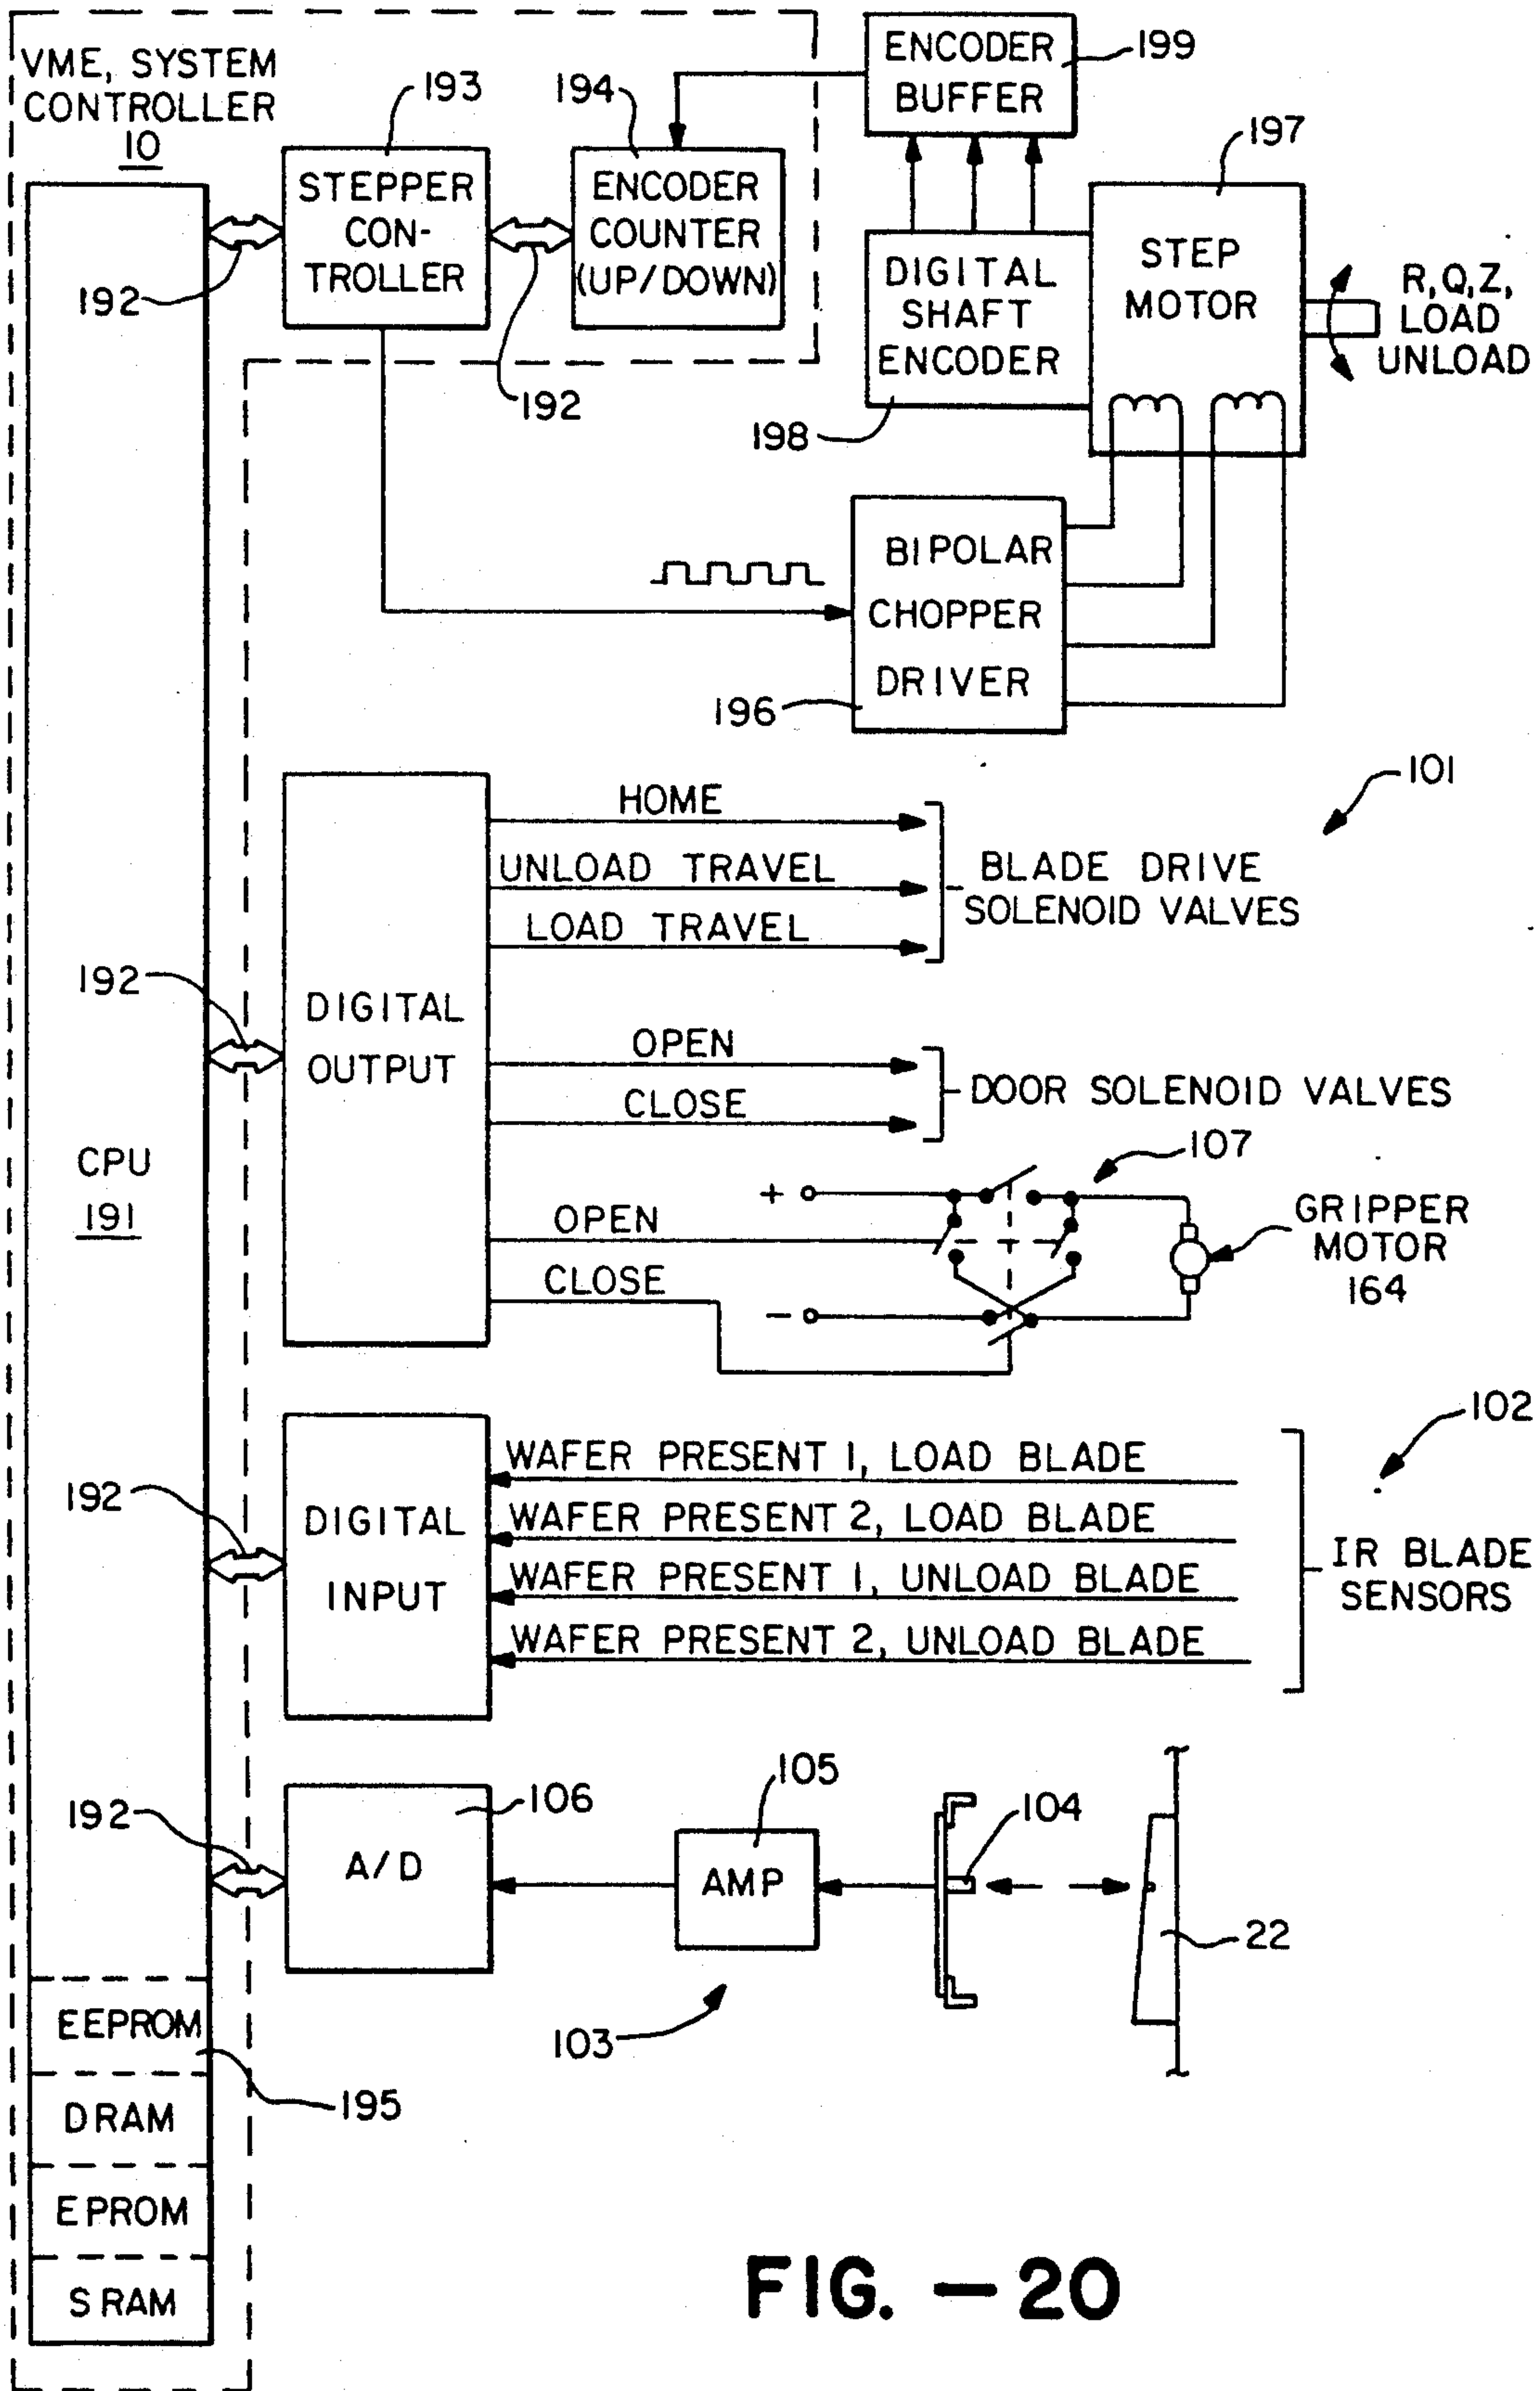 VME, SYSTEM
CONTROLLER
10
193
194
ENCODER
BUFFER
199
197
STEPPER
CON-
TROLLER
ENCODER
COUNTER
(UP/DOWN)
192
192
DIGITAL
SHAFT
ENCODER
198
STEP
MOTOR
R,Q,Z,
LOAD
UNLOAD
BIPOLAR
CHOPPER
DRIVER
196
101
HOME
UNLOAD TRAVEL
LOAD TRAVEL
BLADE DRIVE
SOLENOID VALVES
192
DIGITAL
OUTPUT
OPEN
CLOSE
DOOR SOLENOID VALVES
CPU
191
107
+
OPEN
CLOSE
-
GRIPPER
MOTOR
164
102
192
DIGITAL
INPUT
WAFER PRESENT 1, LOAD BLADE
WAFER PRESENT 2, LOAD BLADE
WAFER PRESENT 1, UNLOAD BLADE
WAFER PRESENT 2, UNLOAD BLADE
IR BLADE
SENSORS
192
106
A/D
105
AMP
104
22
103
EEPROM
195
DRAM
EPROM
SRAM
FIG. - 20